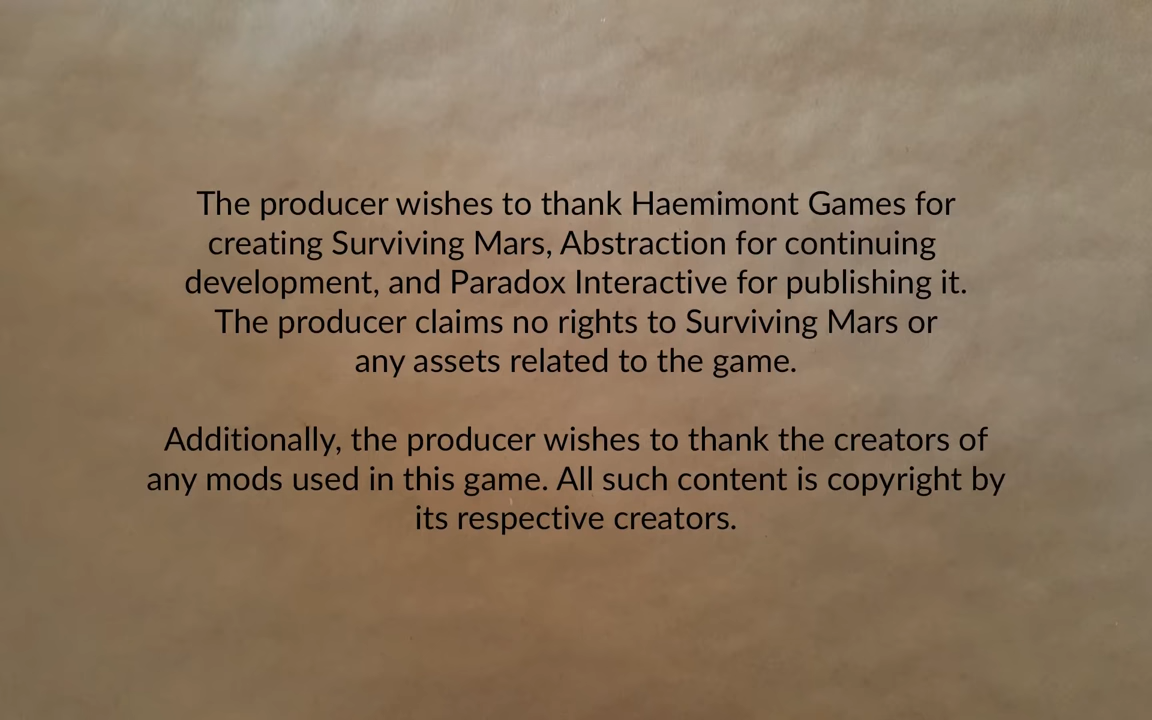 The producer wishes to thank Haemimont Games for
creating Surviving Mars, Abstraction for continuing
development, and Paradox Interactive for publishing it.
The producer claims no rights to Surviving Mars or
any assets related to the game.
Additionally, the producer wishes to thank the creators of
any mods used in this game. All such content is copyright by
its respective creators.